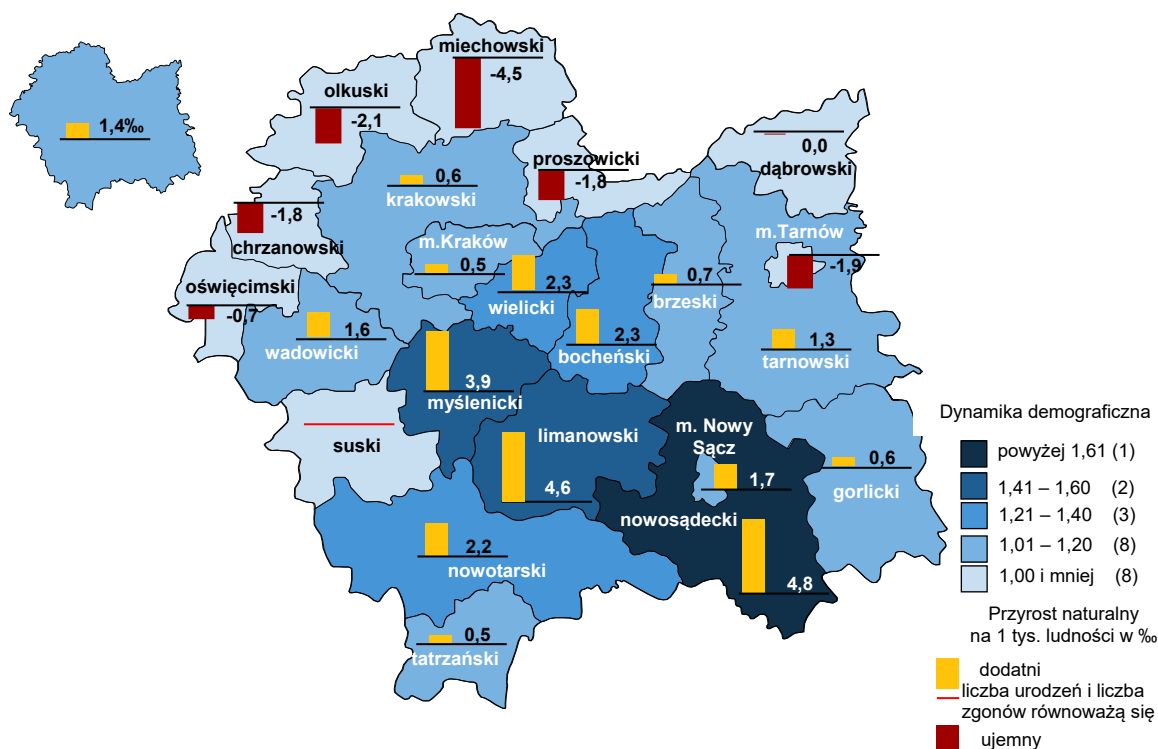 miechowski
-4,5
olkuski
-2,1
1,4‰
0,0
dąbrowski
proszowicki
-1,8
0,6
krakowski
-1,8
chrzanowski
m.Kraków
0,5
m.Tarnów
-1,9
2,3
wielicki
0,7
brzeski
oświęcimski
-0,7
1,6
wadowicki
2,3
bocheński
1,3
tarnowski
3,9
myślenicki
suski
limanowski
4,6
m. Nowy
Sącz
1,7
0,6
gorlicki
nowosądecki
4,8
2,2
nowotarski
0,5
tatrzański
Dynamika demograficzna
powyżej 1,61 (1)
1,41 – 1,60 (2)
1,21 – 1,40 (3)
1,01 – 1,20 (8)
1,00 i mniej (8)
Przyrost naturalny
na 1 tys. ludności w ‰
dodatni
liczba urodzeń i liczba
zgonów równoważą się
ujemny